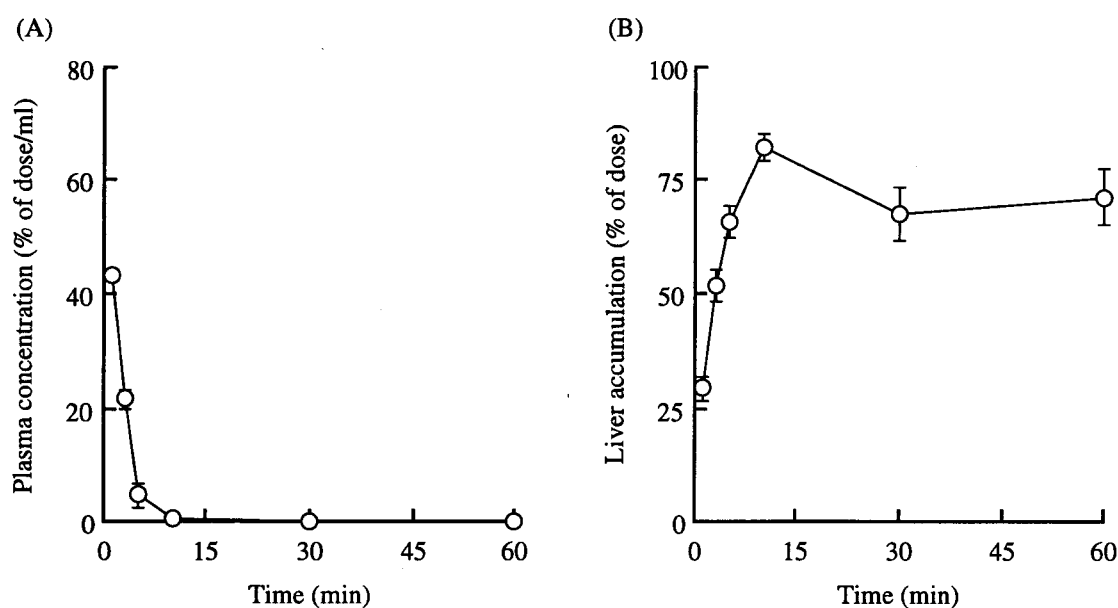 (A)
(B)
Plasma concentration (% of dose/ml)
80
60
40
20
0
0 15 30 45 60
Time (min)
Liver accumulation (% of dose)
100
75
50
25
0
0 15 30 45 60
Time (min)